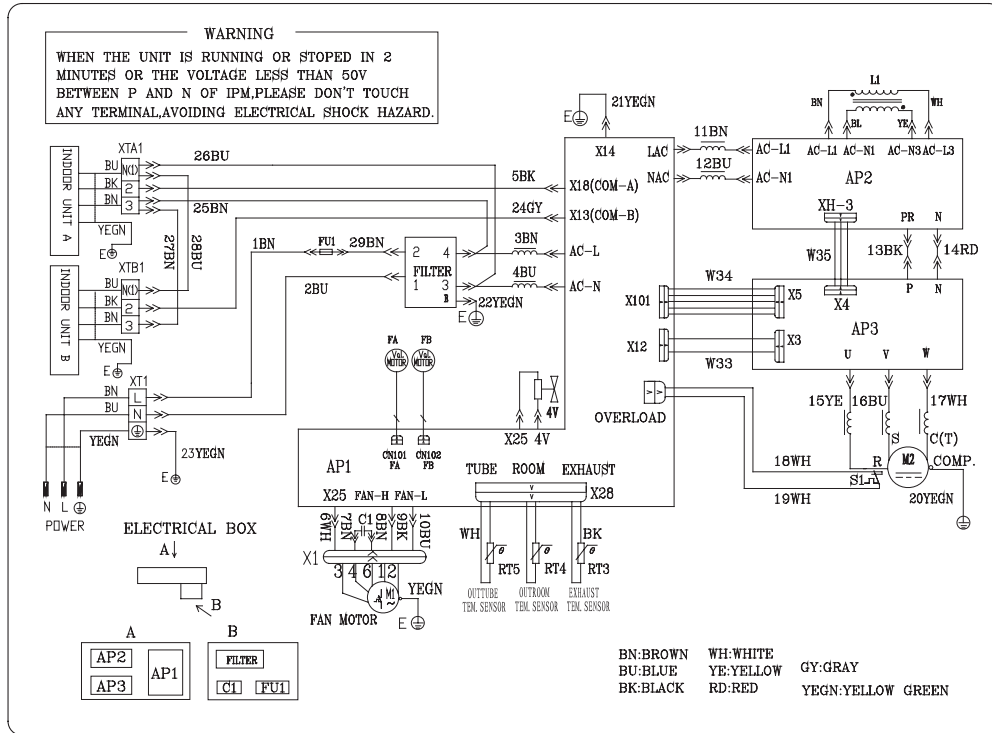 WARNING
WHEN THE UNIT IS RUNNING OR STOPED IN 2
MINUTES OR THE VOLTAGE LESS THAN 50V
BETWEEN P AND N OF IPM,PLEASE DON'T TOUCH
ANY TERMINAL,AVOIDING ELECTRICAL SHOCK HAZARD.
E
21YEGN
X14
L1
BN
WH
BL
YE
11BN
12BU
LAC
NAC
AC-L1
AC-N1
AC-L1
AC-N1
AC-N3
AC-L3
AP2
XH-3
PR
N
INDOOR UNIT A
XTA1
BU
N(1)
BK
2
BN
3
YEGN
E
26BU
5BK
25BN
24GY
X18(COM-A)
X13(COM-B)
27BN
28BU
1BN
FU1
29BN
2
4
FILTER
1
3
E
2BU
3BN
4BU
22YEGN
E
AC-L
AC-N
W35
13BK
14RD
W34
X101
X5
X4
P
N
AP3
X12
X3
W33
U
V
W
INDOOR UNIT B
XTB1
BU
N(1)
BK
2
BN
3
YEGN
E
FA
FB
MOTOR
MOTOR
CN101
FA
CN102
FB
4V
X25
4V
OVERLOAD
15YE
16BU
17WH
S
C(T)
R
M2
COMP.
S1
18WH
19WH
20YEGN
XT1
BN
L
BU
N
YEGN
23YEGN
E
N
L
POWER
AP1
TUBE
ROOM
EXHAUST
X28
X25
FAN-H
FAN-L
6WH
7BN
C1
8BN
9BK
10BU
X1
3
4
6
1
2
M1
YEGN
E
FAN MOTOR
WH
RT5
RT4
BK
RT3
OUTTUBE
TEM. SENSOR
OUTROOM
TEM. SENSOR
EXHAUST
TEM. SENSOR
ELECTRICAL BOX
A
B
A
AP2
AP3
AP1
B
FILTER
C1
FU1
BN:BROWN
WH:WHITE
BU:BLUE
YE:YELLOW
GY:GRAY
BK:BLACK
RD:RED
YEGN:YELLOW GREEN